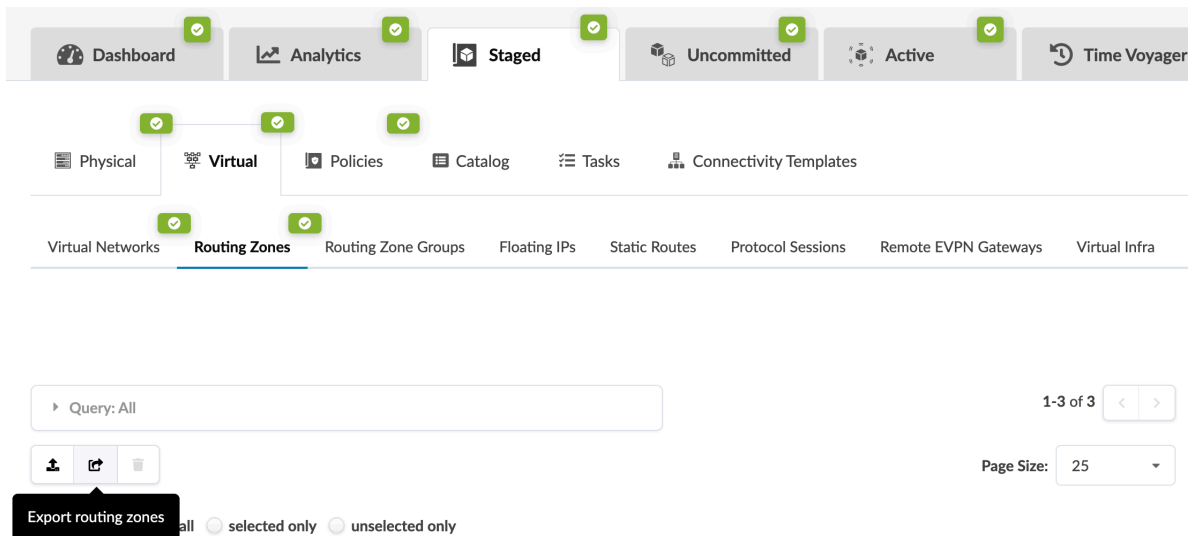 Dashboard Analytics Staged Uncommitted Active Time Voyager
Physical Virtual Policies Catalog Tasks Connectivity Templates
Virtual Networks Routing Zones Routing Zone Groups Floating IPs Static Routes Protocol Sessions Remote EVPN Gateways Virtual Infra
Query: All
1-3 of 3
Page Size: 25
Export routing zones
all selected only unselected only